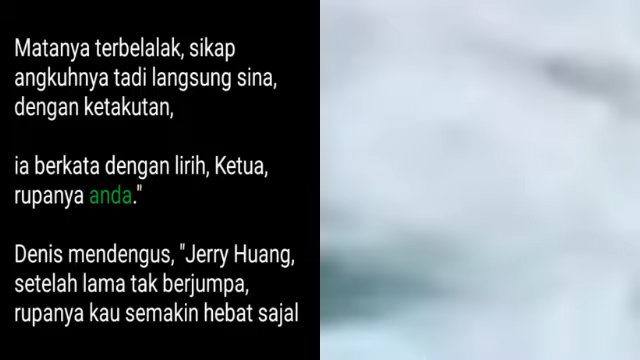 Matanya terbelalak, sikap
angkuhnya tadi langsung sina,
dengan ketakutan,
ia berkata dengan lirih, Ketua,
rupanya anda."
Denis mendengus, "Jerry Huang,
setelah lama tak berjumpa,
rupanya kau semakin hebat sajal